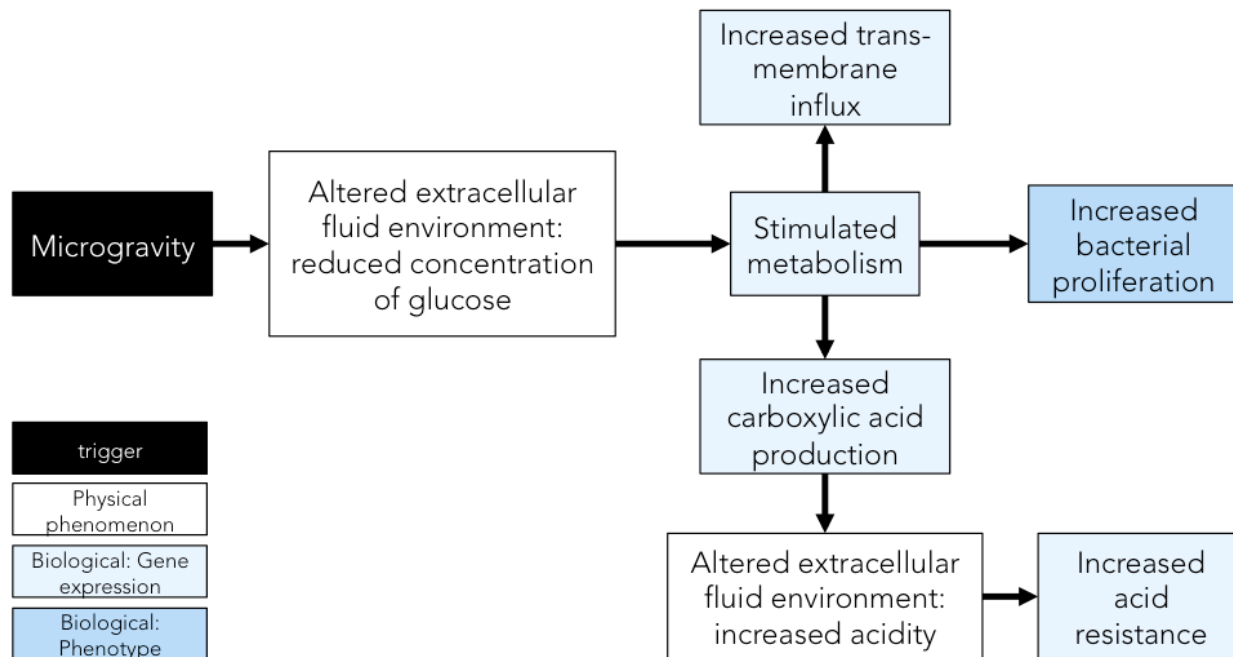 Increased trans-
membrane
influx
Microgravity
Altered extracellular
fluid environment:
reduced concentration
of glucose
Stimulated
metabolism
Increased
bacterial
proliferation
Increased
carboxylic acid
production
Altered extracellular
fluid environment:
increased acidity
Increased
acid
resistance
trigger
Physical
phenomenon
Biological: Gene
expression
Biological:
Phenotype